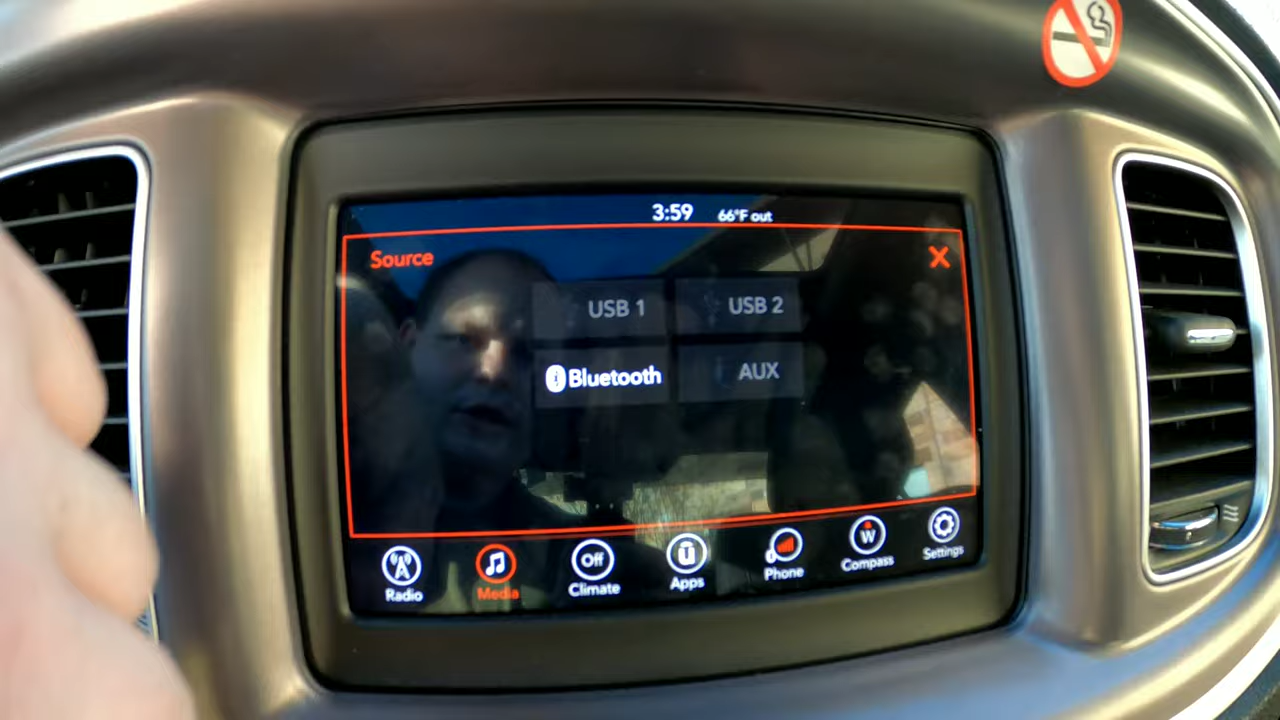 3:59 66°F out
Source X
USB 1 USB 2
Bluetooth AUX
Off W
Radio Media Climate Apps Phone Compass Settings